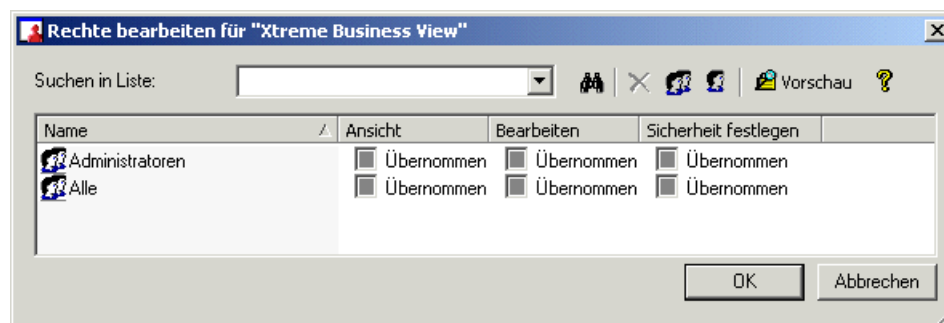 Rechte bearbeiten für "Xtreme Business View"
Suchen in Liste: Vorschau
Name Ansicht Bearbeiten Sicherheit festlegen
Administratoren Übernommen Übernommen Übernommen
Alle Übernommen Übernommen Übernommen
OK Abbrechen